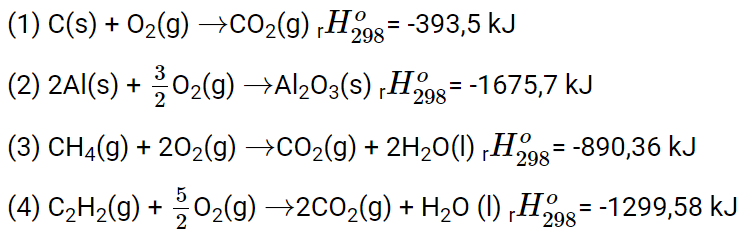 (1) C(s) + O₂(g) →CO₂(g) ᵣH°₂₉₈= -393,5 kJ
(2) 2Al(s) + 3/2 O₂(g) →Al₂O₃(s) ᵣH°₂₉₈= -1675,7 kJ
(3) CH₄(g) + 2O₂(g) →CO₂(g) + 2H₂O(l) ᵣH°₂₉₈= -890,36 kJ
(4) C₂H₂(g) + 5/2 O₂(g) →2CO₂(g) + H₂O (l) ᵣH°₂₉₈= -1299,58 kJ